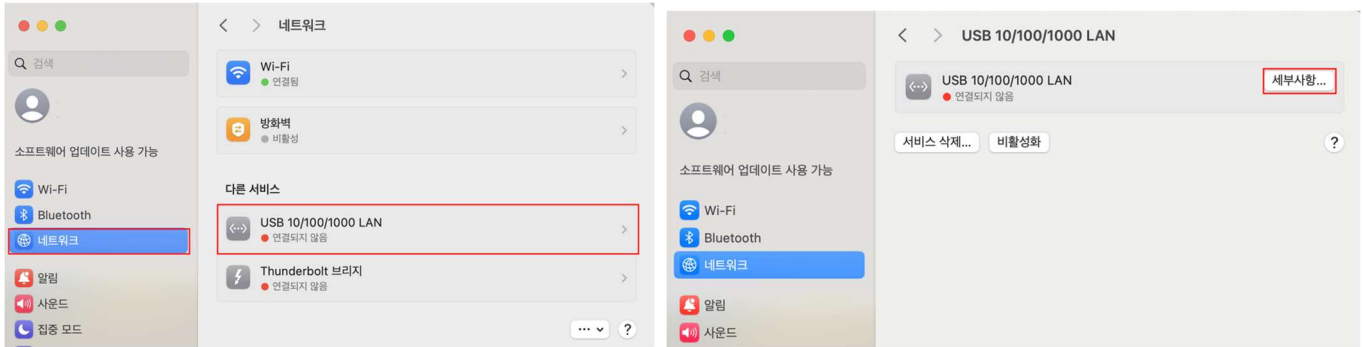 네트워크
검색
Wi-Fi
연결됨
방화벽
비활성
소프트웨어 업데이트 사용 가능
다른 서비스
Wi-Fi
Bluetooth
네트워크
USB 10/100/1000 LAN
연결되지 않음
알림
사운드
집중 모드
Thunderbolt 브리지
연결되지 않음
USB 10/100/1000 LAN
검색
USB 10/100/1000 LAN
연결되지 않음
세부사항...
서비스 삭제...
비활성화
?
소프트웨어 업데이트 사용 가능
Wi-Fi
Bluetooth
네트워크
알림
사운드
... ?